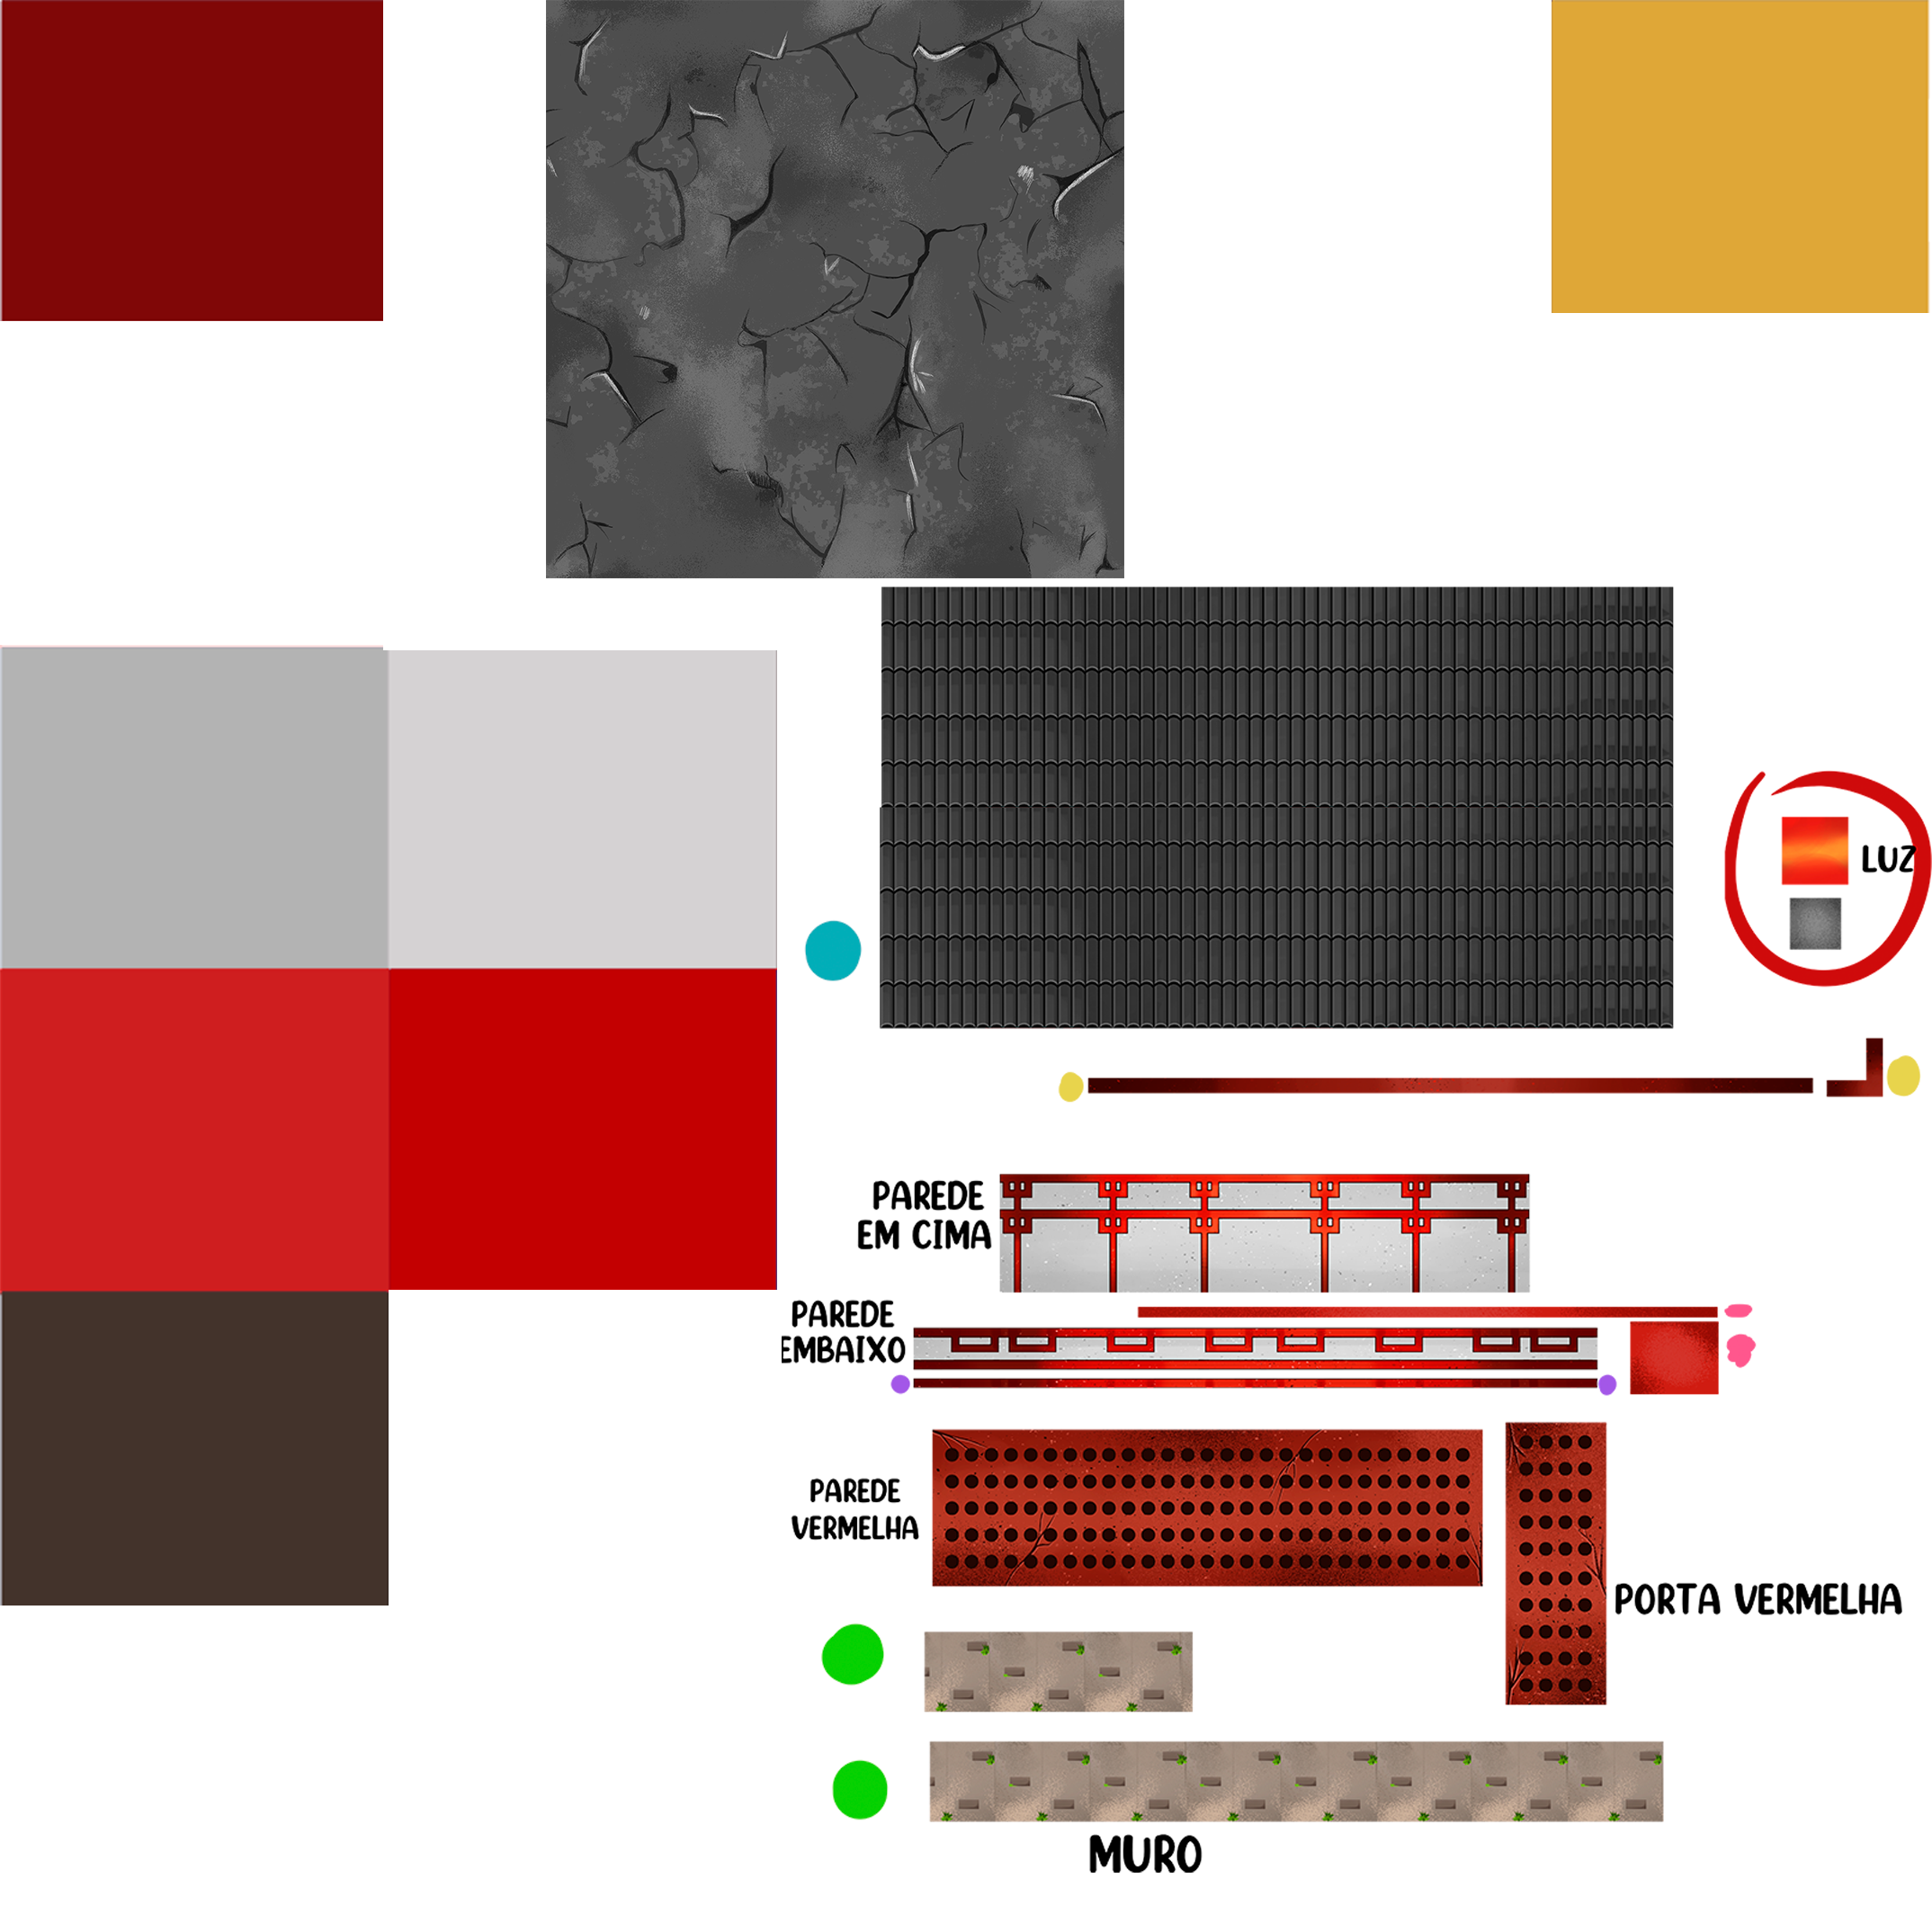 LUZ
PAREDE
EM CIMA
PAREDE
EMBAIXO
PAREDE
VERMELHA
PORTA VERMELHA
MURO